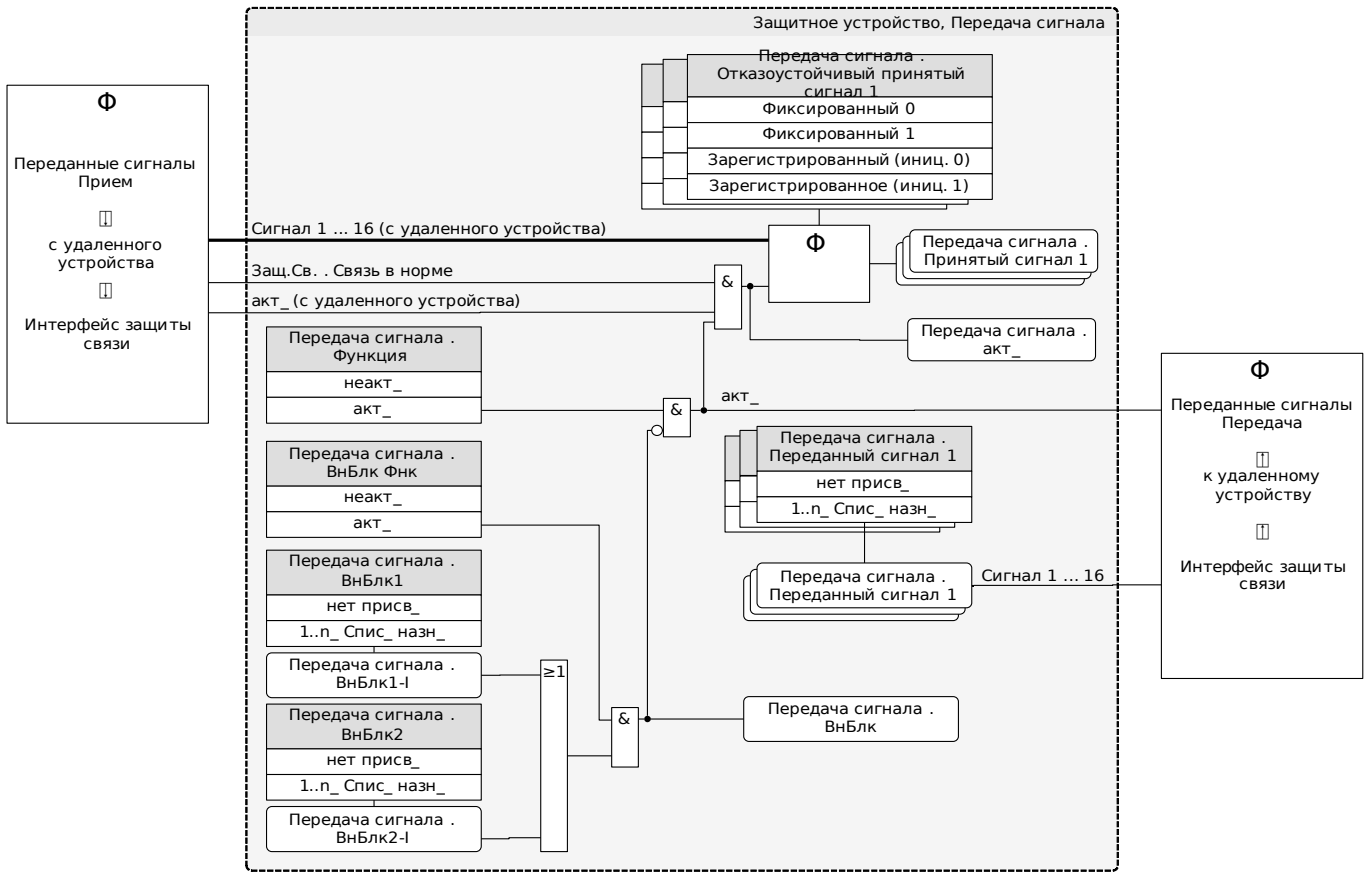 Защитное устройство, Передача сигнала
Φ
Переданные сигналы
Прием
с удаленного
устройства
Интерфейс защиты
связи
Передача сигнала .
Отказоустойчивый принятый
сигнал 1
Фиксированный 0
Фиксированный 1
Зарегистрированный (иниц. 0)
Зарегистрированное (иниц. 1)
Сигнал 1 ... 16 (с удаленного устройства)
Φ
Передача сигнала .
Принятый сигнал 1
Защ.Св. . Связь в норме
&
акт_ (с удаленного устройства)
Передача сигнала .
акт_
Передача сигнала .
Функция
неакт_
акт_
&
акт_
Φ
Переданные сигналы
Передача
к удаленному
устройству
Интерфейс защиты
связи
Передача сигнала .
ВнБлк Фнк
неакт_
акт_
Передача сигнала .
Переданный сигнал 1
нет присв_
1..n_ Спис_ назн_
Передача сигнала .
Переданный сигнал 1
Сигнал 1 ... 16
Передача сигнала .
ВнБлк1
нет присв_
1..n_ Спис_ назн_
Передача сигнала .
ВнБлк1-I
≥1
Передача сигнала .
ВнБлк2
нет присв_
1..n_ Спис_ назн_
Передача сигнала .
ВнБлк2-I
&
Передача сигнала .
ВнБлк